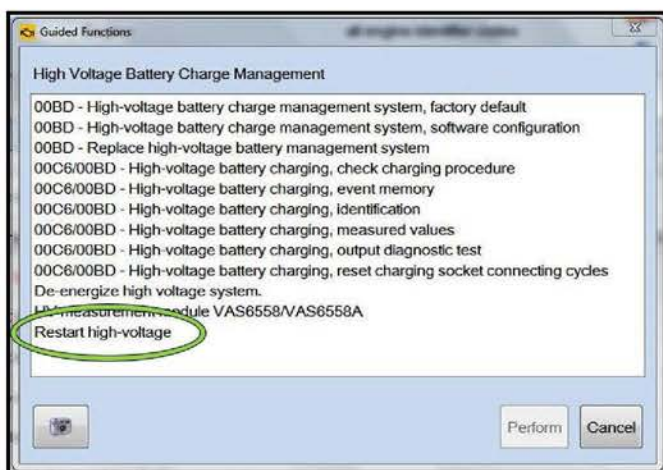 Guided Functions
High Voltage Battery Charge Management
00BD - High-voltage battery charge management system, factory default
00BD - High-voltage battery charge management system, software configuration
00BD - Replace high-voltage battery management system
00C6/00BD - High-voltage battery charging, check charging procedure
00C6/00BD - High-voltage battery charging, event memory
00C6/00BD - High-voltage battery charging, identification
00C6/00BD - High-voltage battery charging, measured values
00C6/00BD - High-voltage battery charging, output diagnostic test
00C6/00BD - High-voltage battery charging, reset charging socket connecting cycles
De-energize high voltage system.
HV measurement module VAS6558/VAS6558A
Restart high-voltage
Perform Cancel